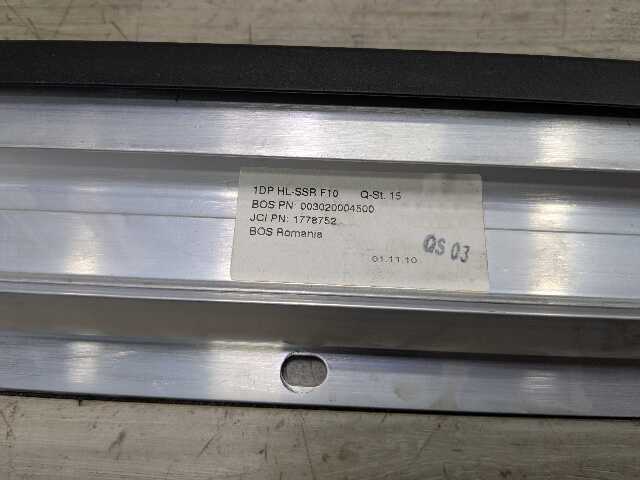 1DP HL-SSR F10 Q-St. 15
BOS PN: 003020004500
JCI PN: 1778752
BOS Romania
QS 03
01.11.10